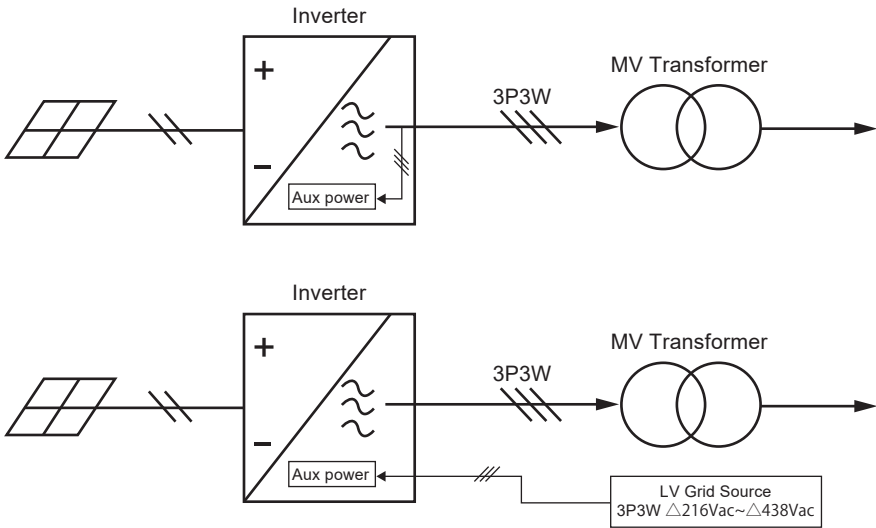 Inverter
MV Transformer
3P3W
+
−
Aux power
Inverter
MV Transformer
3P3W
+
−
Aux power
LV Grid Source
3P3W △216Vac~△438Vac